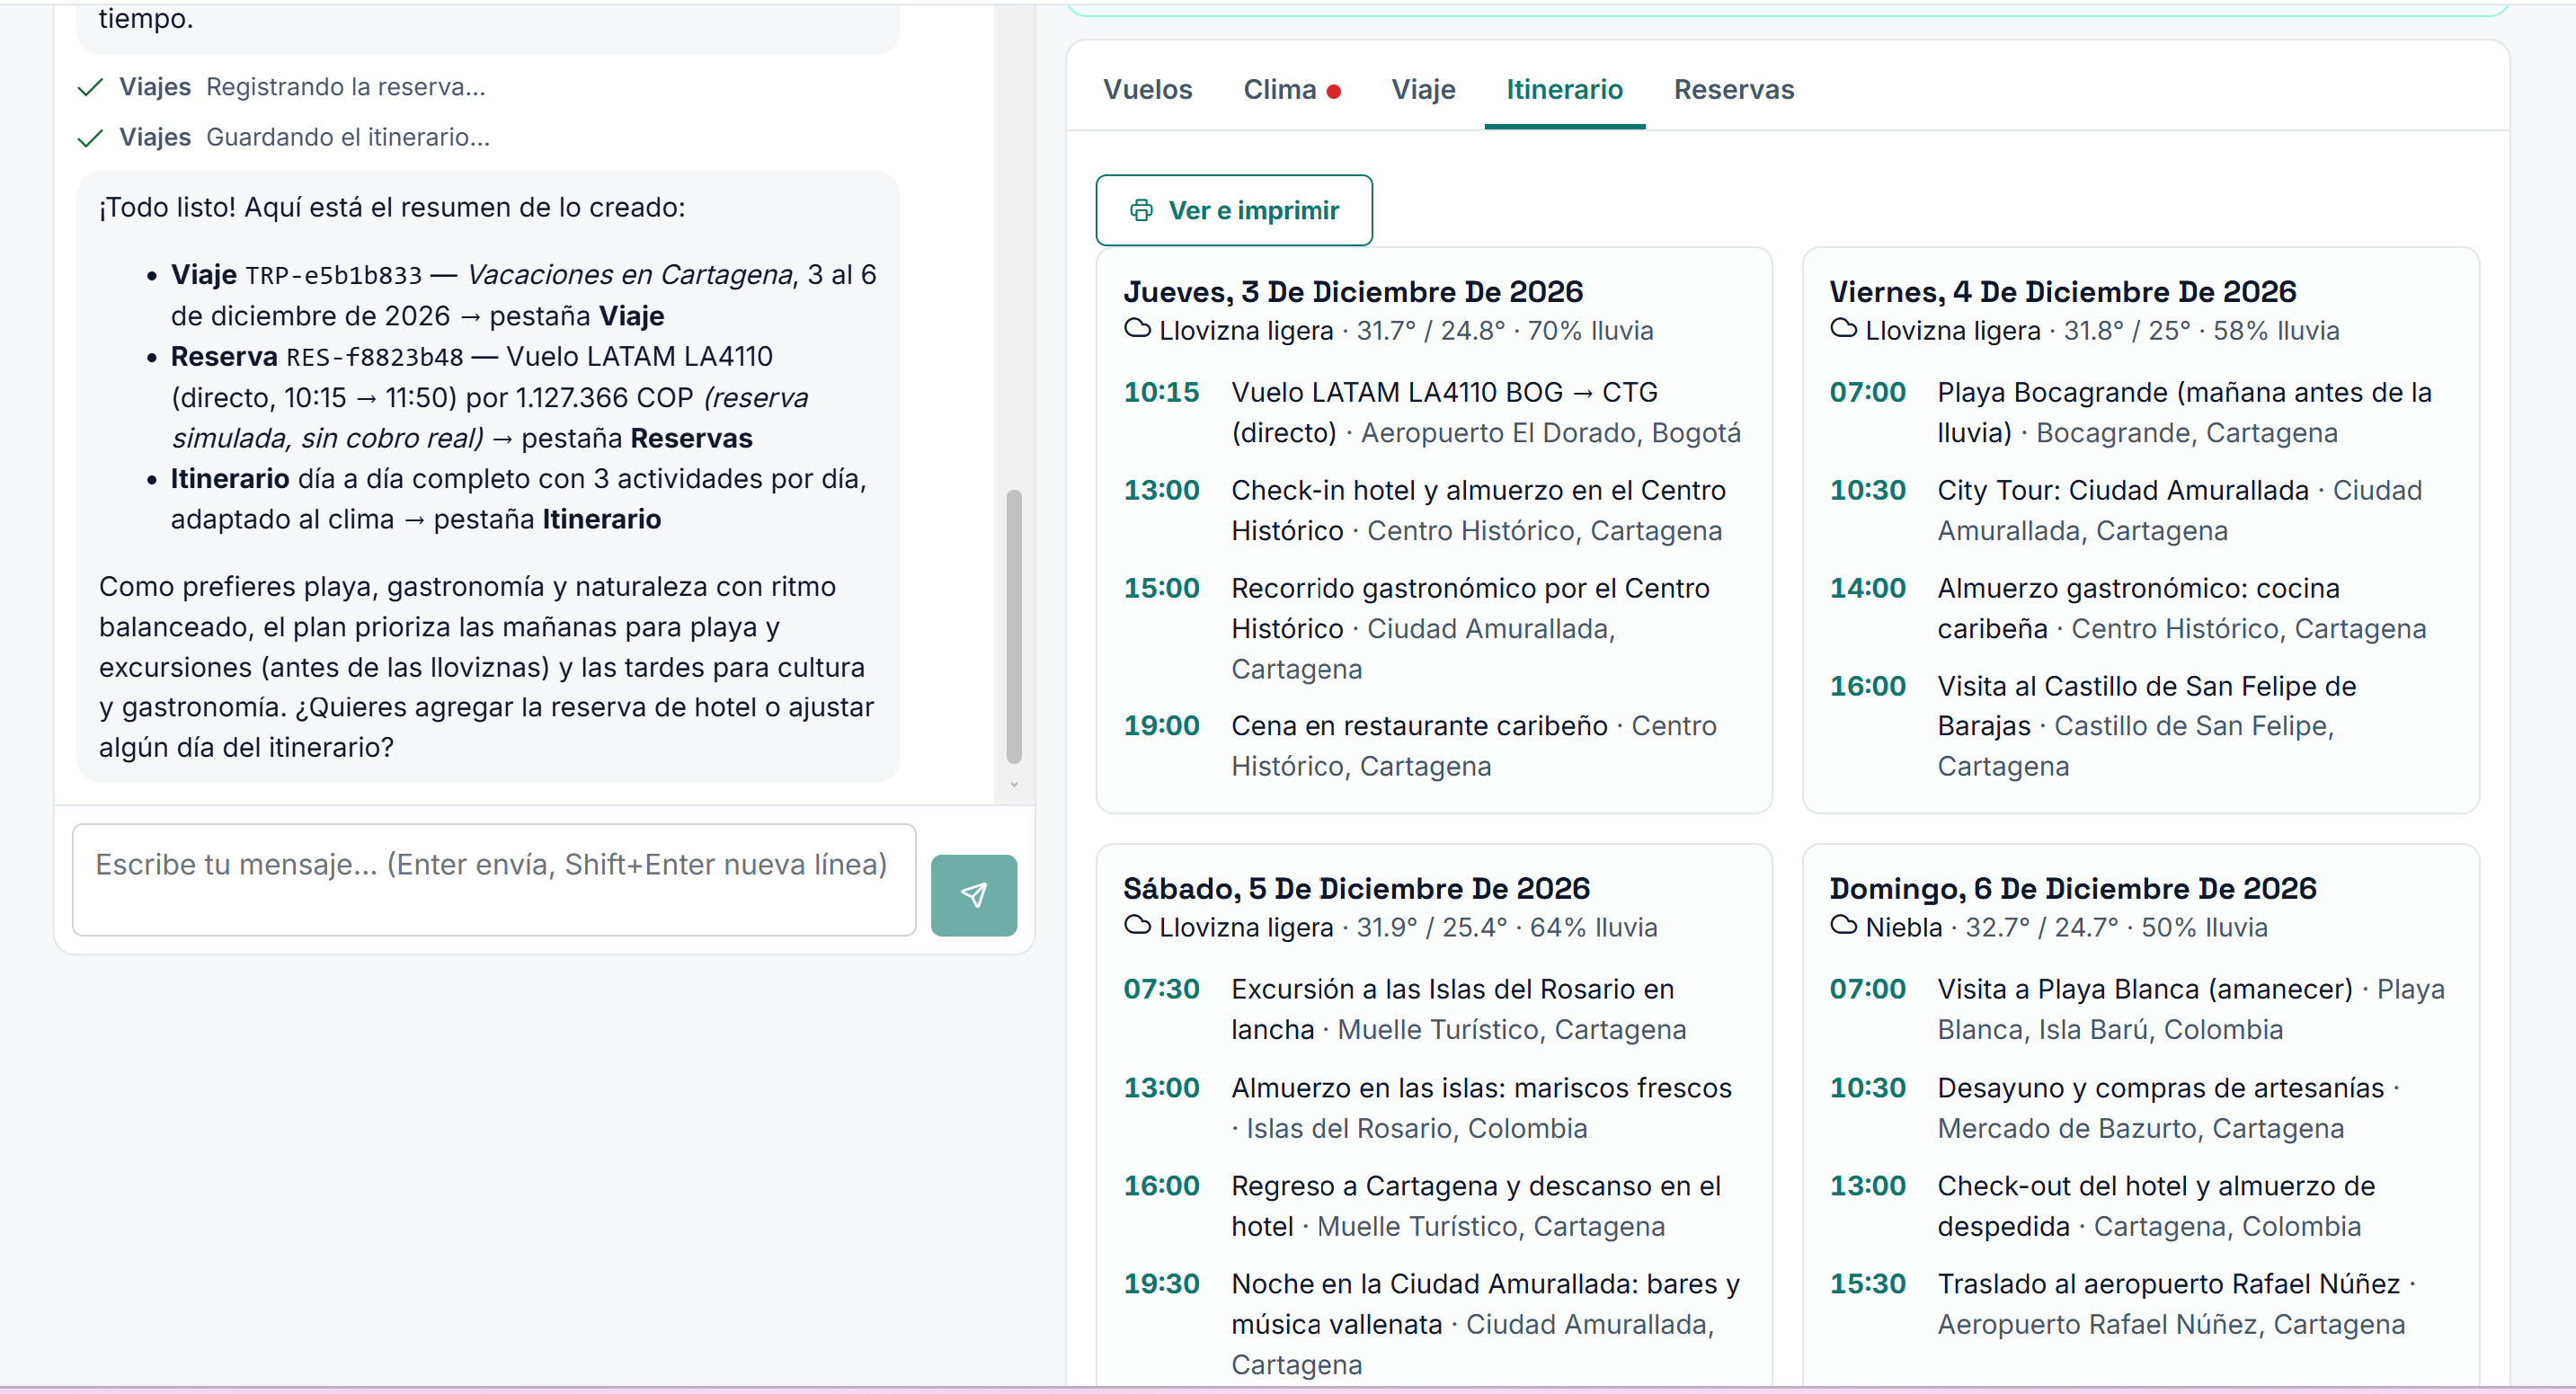 tiempo.
Viajes Registrando la reserva...
Viajes Guardando el itinerario...
¡Todo listo! Aquí está el resumen de lo creado:
• Viaje TRP-e5b1b833 — Vacaciones en Cartagena, 3 al 6
de diciembre de 2026 → pestaña Viaje
• Reserva RES-f8823b48 — Vuelo LATAM LA4110
(directo, 10:15 → 11:50) por 1.127.366 COP (reserva
simulada, sin cobro real) → pestaña Reservas
• Itinerario día a día completo con 3 actividades por día,
adaptado al clima → pestaña Itinerario
Como prefieres playa, gastronomía y naturaleza con ritmo
balanceado, el plan prioriza las mañanas para playa y
excursiones (antes de las lloviznas) y las tardes para cultura
y gastronomía. ¿Quieres agregar la reserva de hotel o ajustar
algún día del itinerario?
Escribe tu mensaje... (Enter envía, Shift+Enter nueva línea)
Vuelos Clima Viaje Itinerario Reservas
Ver e imprimir
Jueves, 3 De Diciembre De 2026
Llovizna ligera · 31.7° / 24.8° · 70% lluvia
10:15 Vuelo LATAM LA4110 BOG → CTG
(directo) · Aeropuerto El Dorado, Bogotá
13:00 Check-in hotel y almuerzo en el Centro
Histórico · Centro Histórico, Cartagena
15:00 Recorrido gastronómico por el Centro
Histórico · Ciudad Amurallada,
Cartagena
19:00 Cena en restaurante caribeño · Centro
Histórico, Cartagena
Viernes, 4 De Diciembre De 2026
Llovizna ligera · 31.8° / 25° · 58% lluvia
07:00 Playa Bocagrande (mañana antes de la
lluvia) · Bocagrande, Cartagena
10:30 City Tour: Ciudad Amurallada · Ciudad
Amurallada, Cartagena
14:00 Almuerzo gastronómico: cocina
caribeña · Centro Histórico, Cartagena
16:00 Visita al Castillo de San Felipe de
Barajas · Castillo de San Felipe,
Cartagena
Sábado, 5 De Diciembre De 2026
Llovizna ligera · 31.9° / 25.4° · 64% lluvia
07:30 Excursión a las Islas del Rosario en
lancha · Muelle Turístico, Cartagena
13:00 Almuerzo en las islas: mariscos frescos
· Islas del Rosario, Colombia
16:00 Regreso a Cartagena y descanso en el
hotel · Muelle Turístico, Cartagena
19:30 Noche en la Ciudad Amurallada: bares y
música vallenata · Ciudad Amurallada,
Cartagena
Domingo, 6 De Diciembre De 2026
Niebla · 32.7° / 24.7° · 50% lluvia
07:00 Visita a Playa Blanca (amanecer) · Playa
Blanca, Isla Barú, Colombia
10:30 Desayuno y compras de artesanías ·
Mercado de Bazurto, Cartagena
13:00 Check-out del hotel y almuerzo de
despedida · Cartagena, Colombia
15:30 Traslado al aeropuerto Rafael Núñez ·
Aeropuerto Rafael Núñez, Cartagena